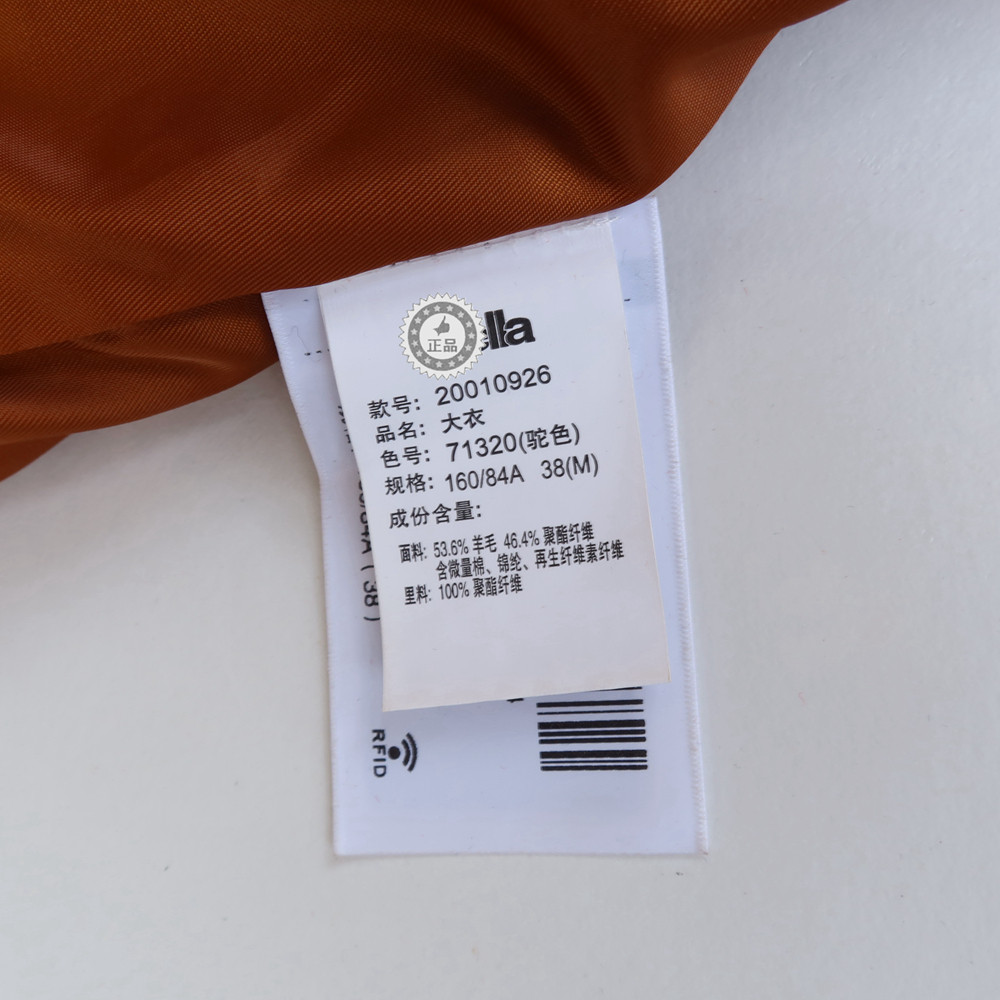 正品
lla
款号: 20010926
品名: 大衣
色号: 71320(驼色)
规格: 160/84A 38(M)
成份含量:
面料: 53.6% 羊毛 46.4% 聚酯纤维
含微量棉、锦纶、再生纤维素纤维
里料: 100% 聚酯纤维
RFID